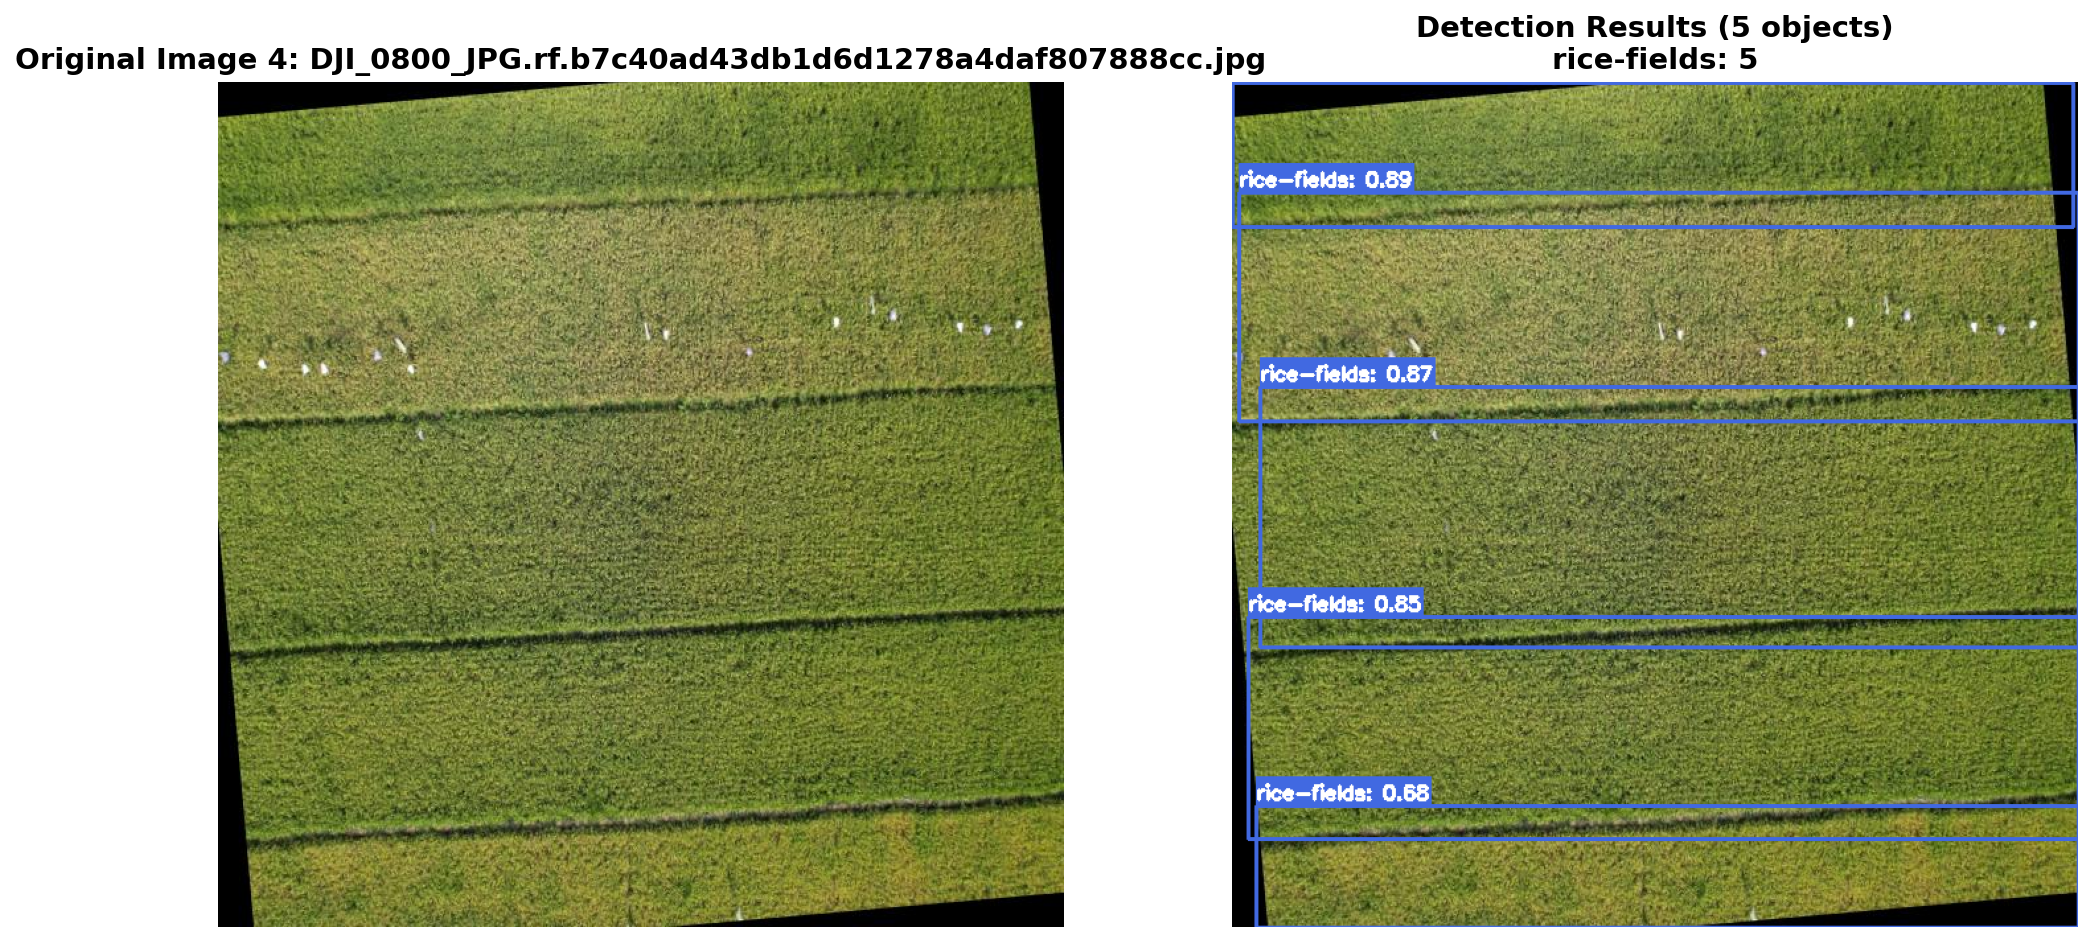 Original Image 4: DJI_0800_JPG.rf.b7c40ad43db1d6d1278a4daf807888cc.jpg
Detection Results (5 objects)
rice-fields: 5
rice-fields: 0.89
rice-fields: 0.87
rice-fields: 0.85
rice-fields: 0.68